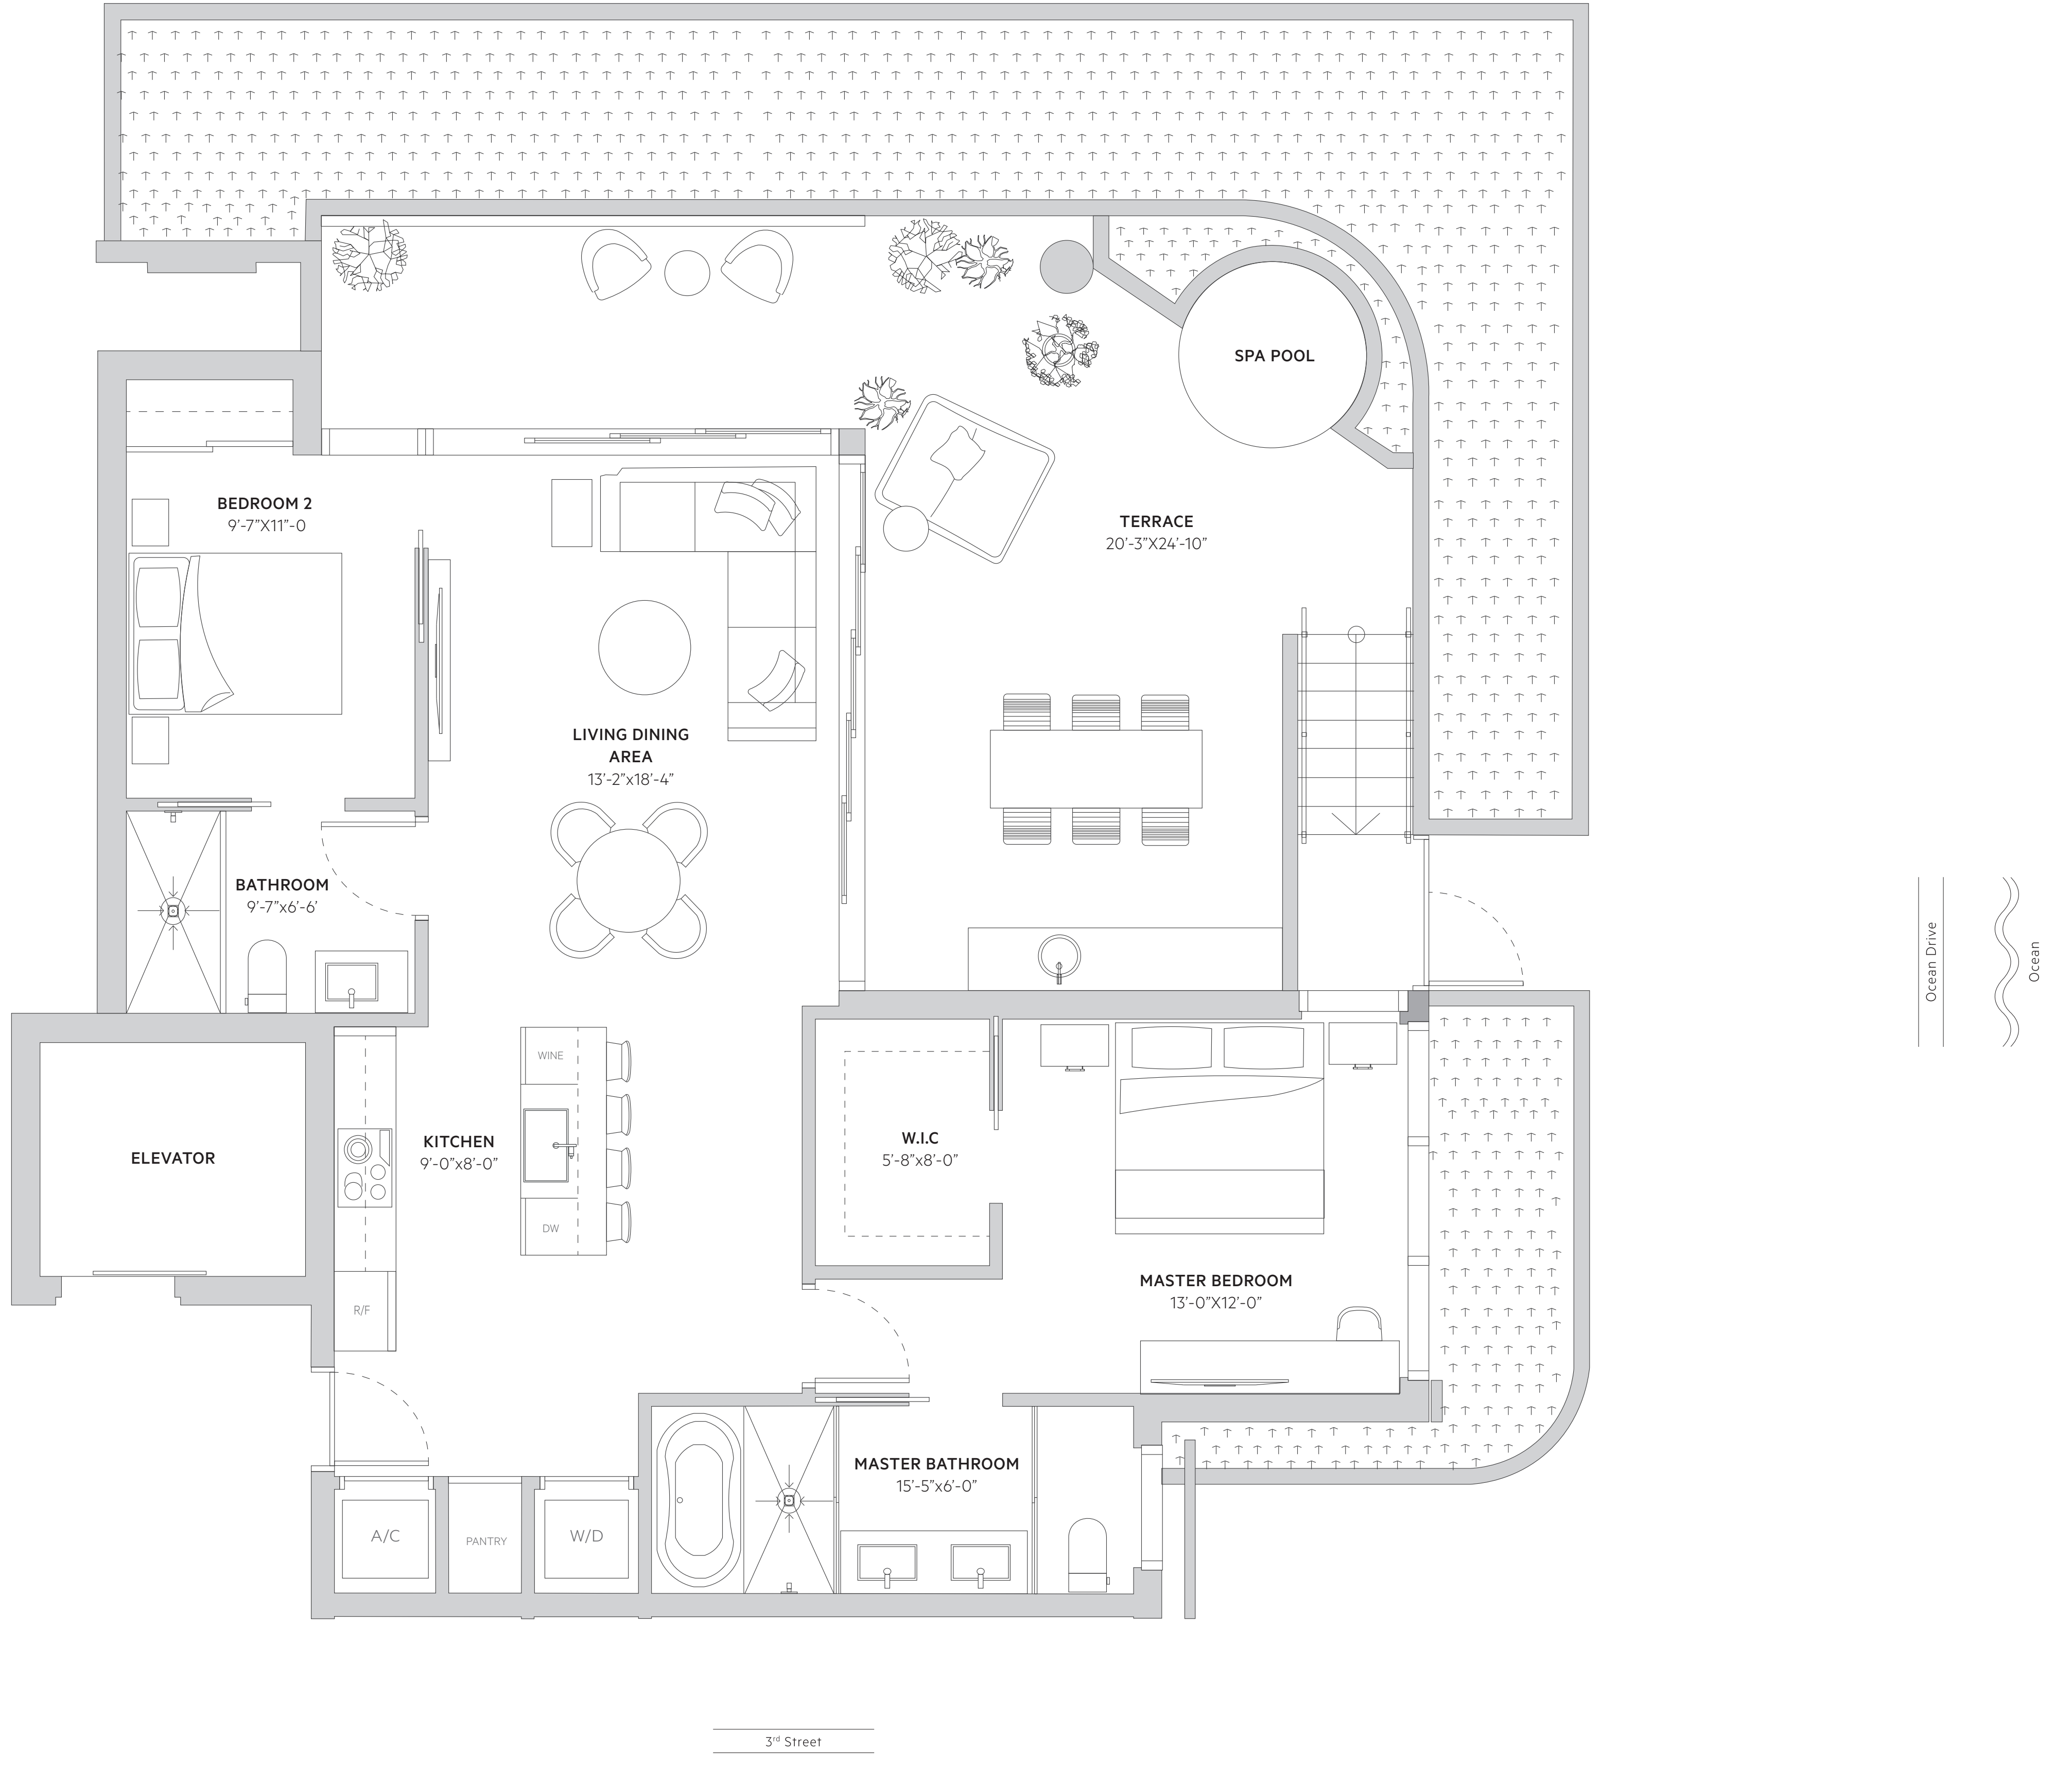 SPA POOL
BEDROOM 2
9’-7”X11”-0
TERRACE
20’-3”X24’-10”
LIVING DINING
AREA
13’-2”x18’-4”
BATHROOM
9’-7”x6’-6’
Ocean Drive
Ocean
WINE
KITCHEN
9’-0”x8’-0”
W.I.C
5’-8”x8’-0”
ELEVATOR
DW
MASTER BEDROOM
13’-0”X12’-0”
R/F
MASTER BATHROOM
15’-5”x6’-0”
A/C
PANTRY
W/D
3rd Street